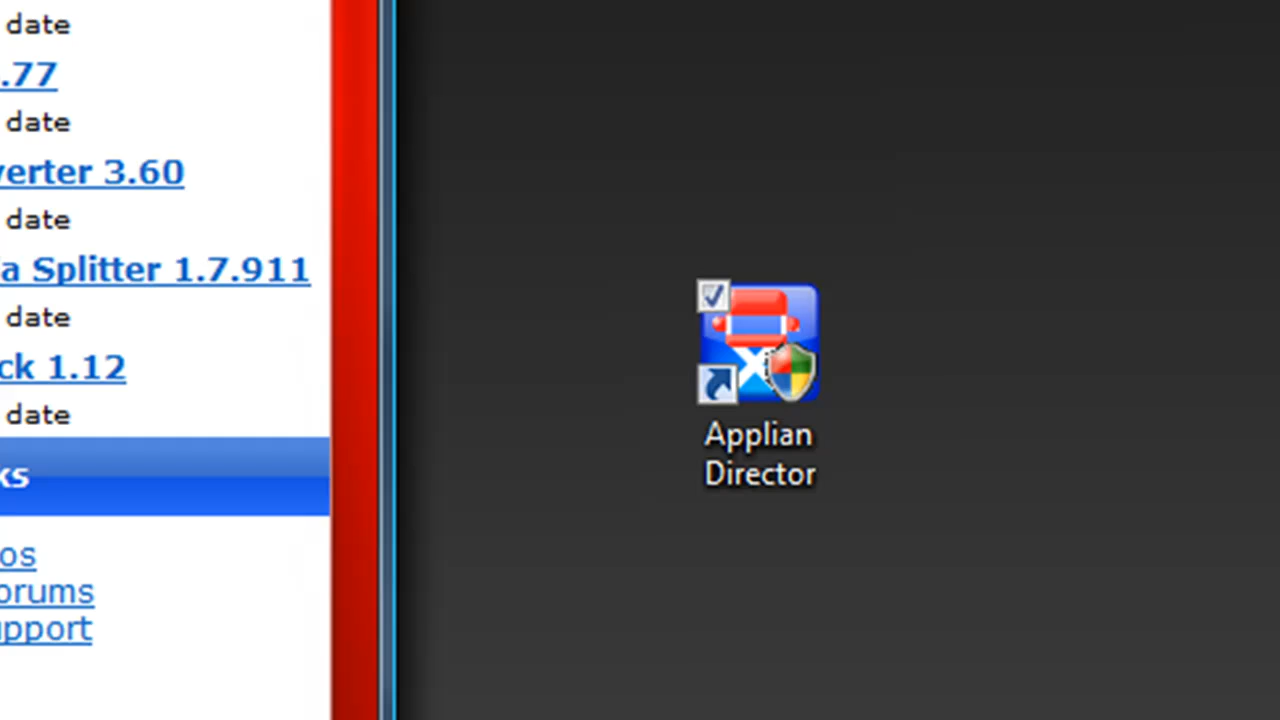 date
.77
date
verter 3.60
date
a Splitter 1.7.911
date
ck 1.12
date
ks
os
orums
upport
Applian
Director